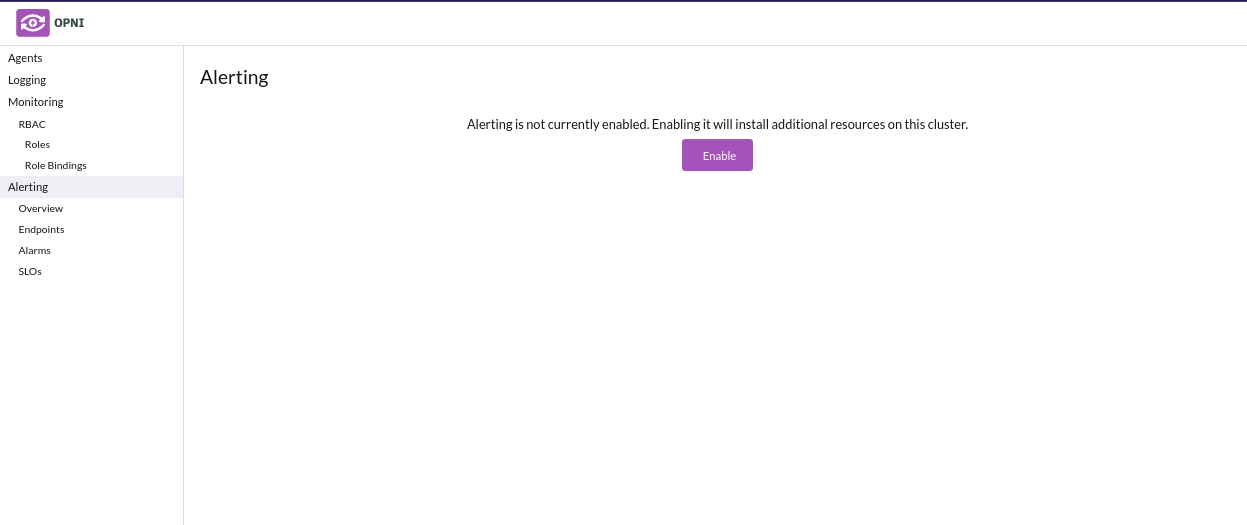 OPNI
Agents
Logging
Monitoring
RBAC
Roles
Role Bindings
Alerting
Overview
Endpoints
Alarms
SLOs
Alerting
Alerting is not currently enabled. Enabling it will install additional resources on this cluster.
Enable